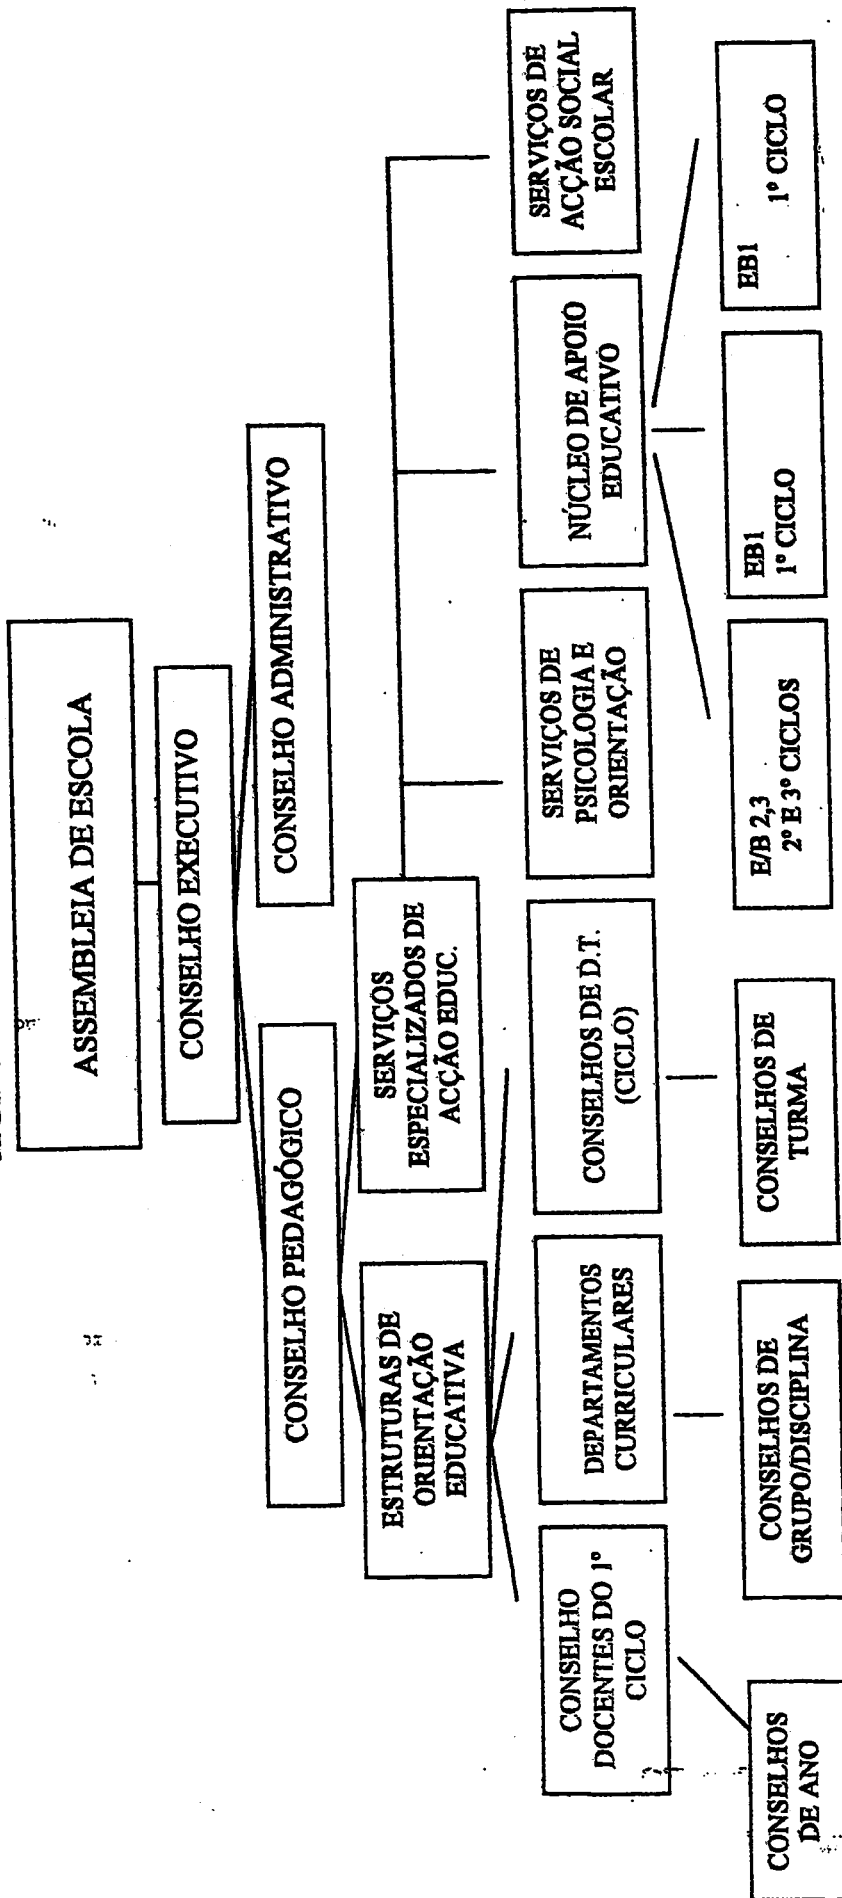 ASSEMBLEIA DE ESCOLA
CONSELHO EXECUTIVO
CONSELHO PEDAGÓGICO
CONSELHO ADMINISTRATIVO
ESTRUTURAS DE
ORIENTAÇÃO
EDUCATIVA
SERVIÇOS
ESPECIALIZADOS DE
ACÇÃO EDUC.
CONSELHO
DOCENTES DO 1º
CICLO
DEPARTAMENTOS
CURRICULARES
CONSELHOS DE D.T.
(CICLO)
SERVIÇOS DE
PSICOLOGIA E
ORIENTAÇÃO
NÚCLEO DE APOIO
EDUCATIVO
SERVIÇOS DE
ACÇÃO SOCIAL
ESCOLAR
CONSELHOS
DE ANO
CONSELHOS DE
GRUPO/DISCIPLINA
CONSELHOS DE
TURMA
E/B 2,3
2º E 3º CICLOS
EB1
1º CICLO
EB1
1º CICLO